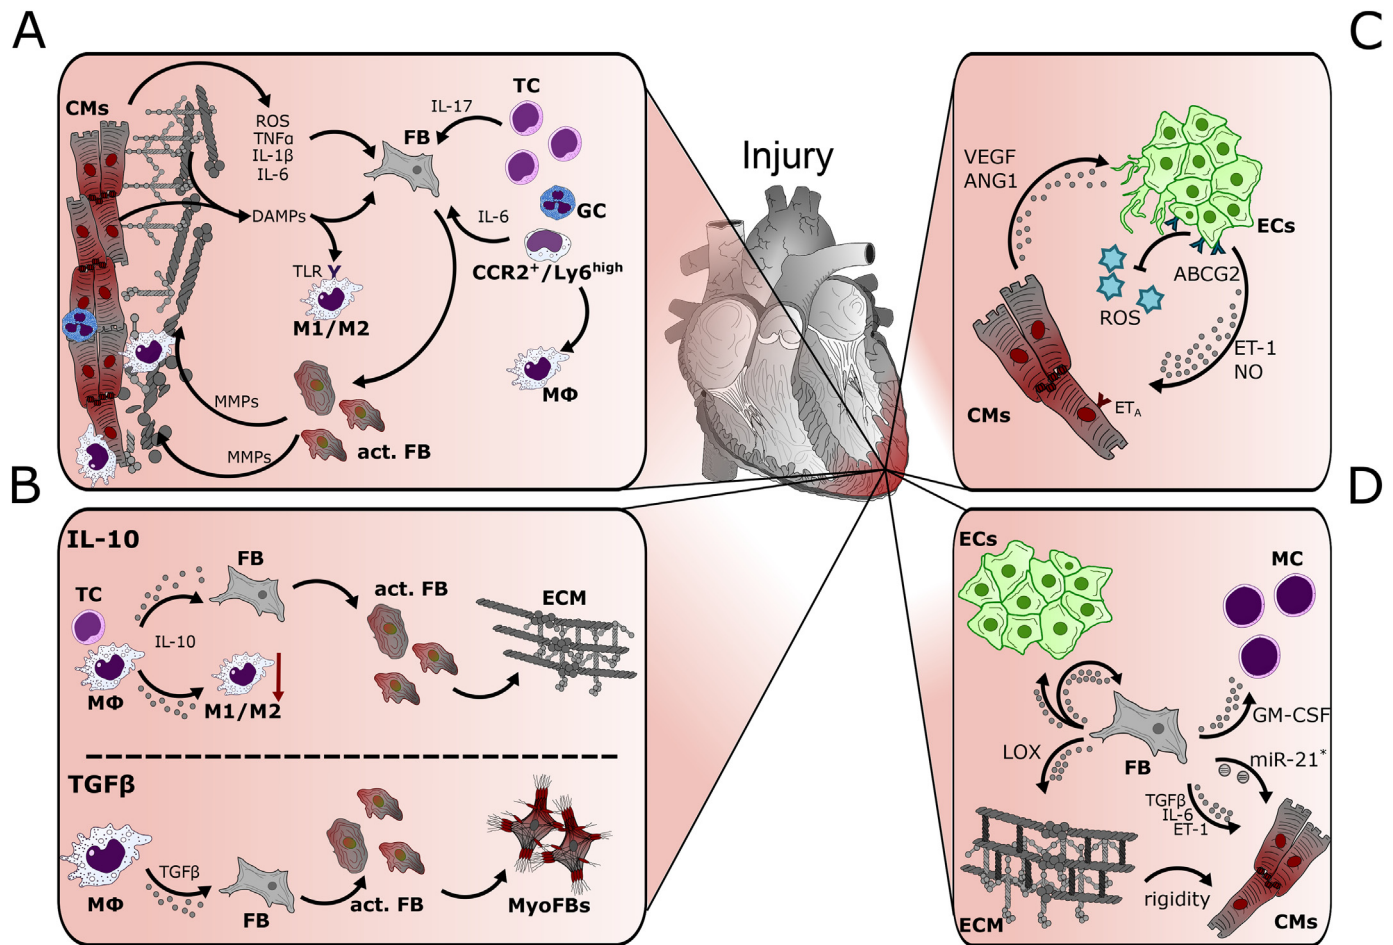 A
CMs
ROS
TNFα
IL-1β
IL-6
DAMPs
TLR
M1/M2
FB
IL-17
TC
GC
IL-6
CCR2⁺/Ly6ʰⁱᵍʰ
MΦ
MMPs
MMPs
act. FB
Injury
C
VEGF
ANG1
ECs
ABCG2
ROS
ET-1
NO
CMs
ETA
B
IL-10
TC
MΦ
IL-10
FB
M1/M2
act. FB
ECM
TGFβ
MΦ
TGFβ
FB
act. FB
MyoFBs
D
ECs
MC
GM-CSF
LOX
FB
miR-21*
TGFβ
IL-6
ET-1
ECM
rigidity
CMs